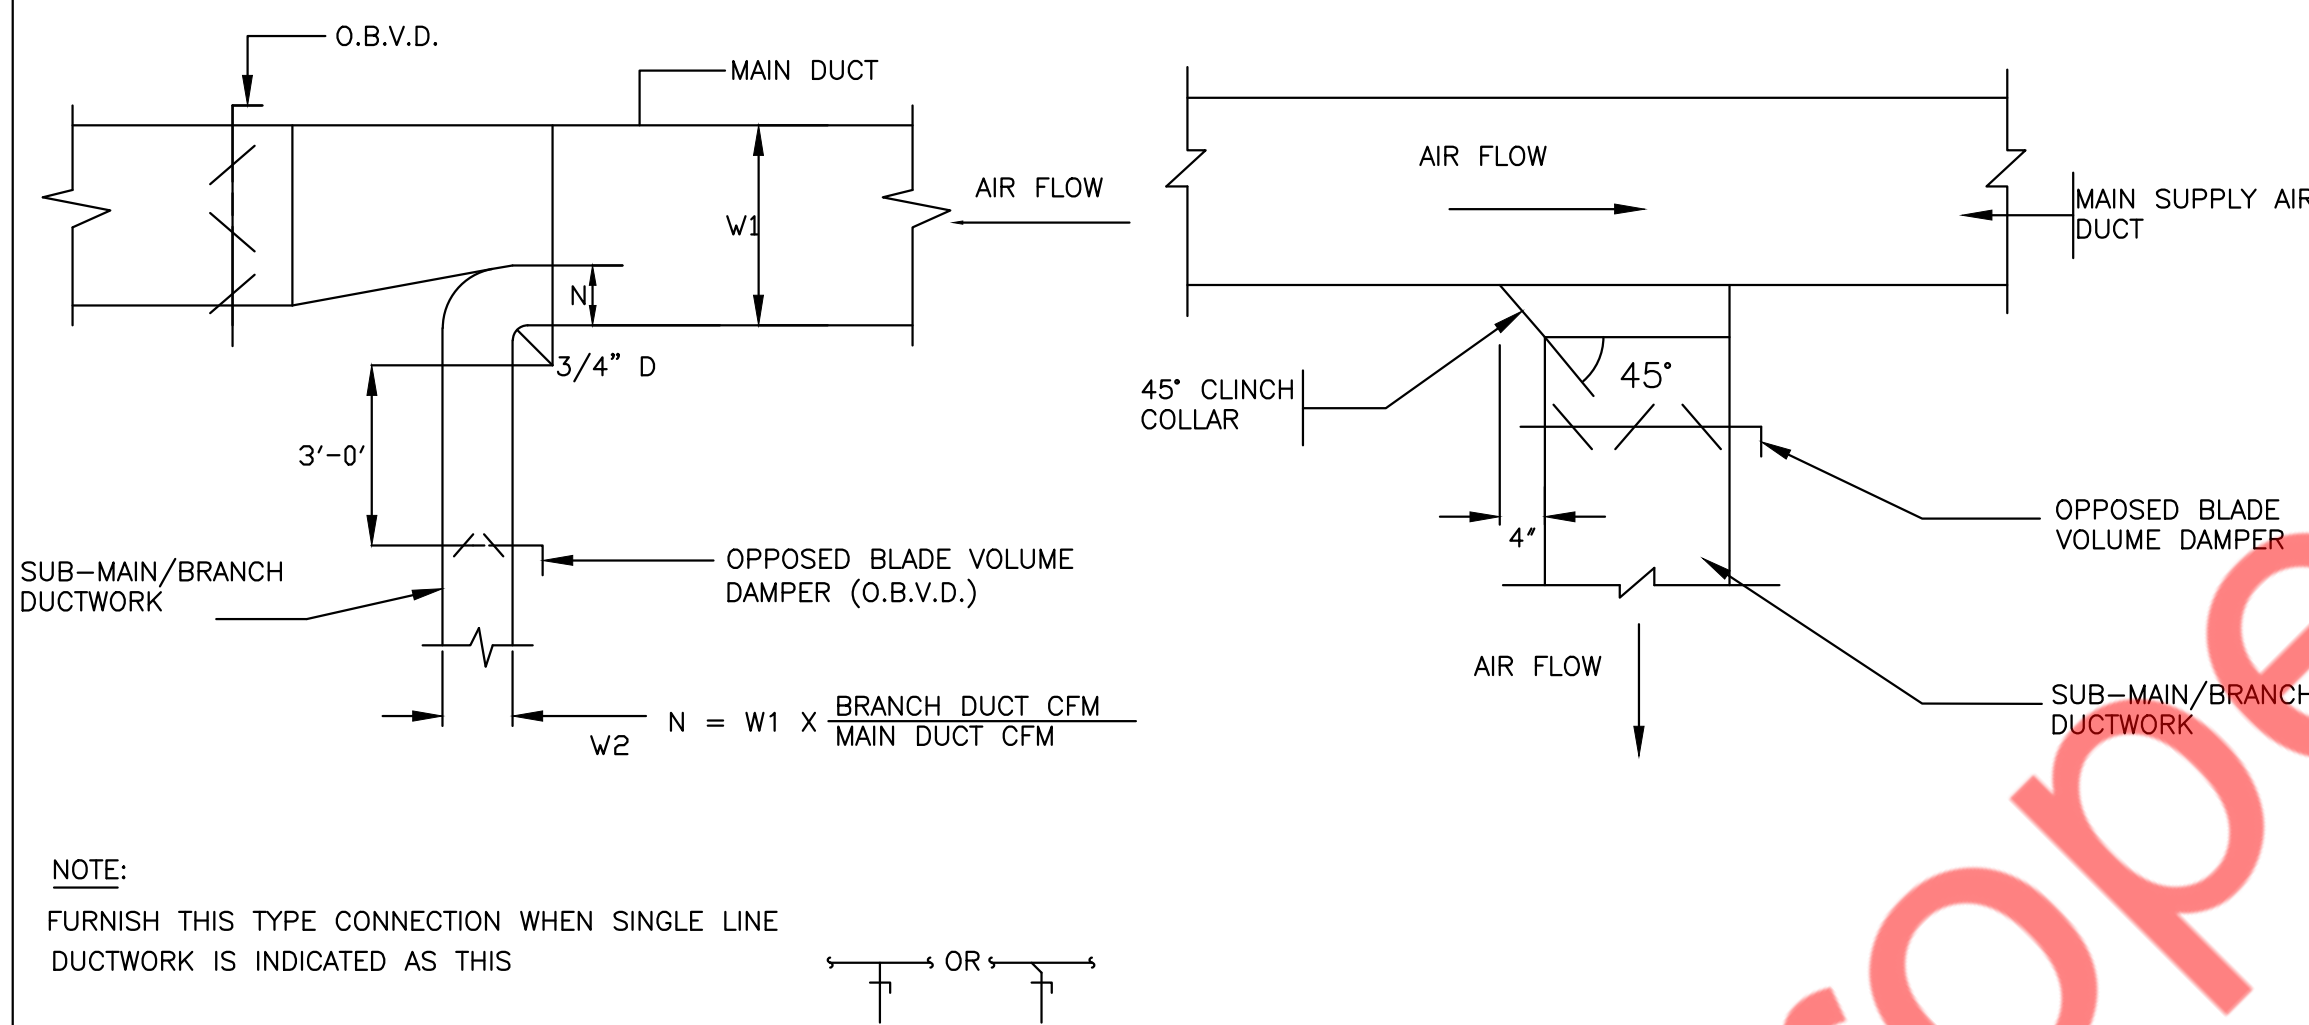 O.B.V.D.
MAIN DUCT
AIR FLOW
W1
N
3/4" D
3'-0'
SUB-MAIN/BRANCH
DUCTWORK
OPPOSED BLADE VOLUME
DAMPER (O.B.V.D.)
W2
N = W1 X BRANCH DUCT CFM
MAIN DUCT CFM
AIR FLOW
MAIN SUPPLY AIR
DUCT
45° CLINCH
COLLAR
45°
4"
OPPOSED BLADE
VOLUME DAMPER
AIR FLOW
SUB-MAIN/BRANCH
DUCTWORK
NOTE:
FURNISH THIS TYPE CONNECTION WHEN SINGLE LINE
DUCTWORK IS INDICATED AS THIS
OR
ope